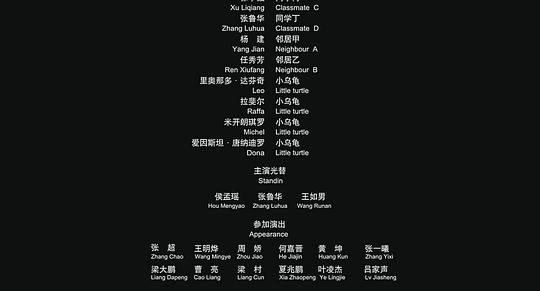 Xu Liqiang Classmate C
张鲁华 同学丁
Zhang Luhua Classmate D
杨 建 邻居甲
Yang Jian Neighbour A
任秀芳 邻居乙
Ren Xiufang Neighbour B
里奥那多·达芬奇 小乌龟
Leo Little turtle
拉斐尔 小乌龟
Raffa Little turtle
米开朗琪罗 小乌龟
Michel Little turtle
爱因斯坦·唐纳迪罗 小乌龟
Dona Little turtle
主演光替
Standin
侯孟瑶 张鲁华 王如男
Hou Mengyao Zhang Luhua Wang Runan
参加演出
Appearance
张 超 王明烨 周 娇 何嘉晋 黄 坤 张一曦
Zhang Chao Wang Mingye Zhou Jiao He Jiajin Huang Kun Zhang Yixi
梁大鹏 曹 亮 梁 村 夏兆鹏 叶凌杰 吕家声
Liang Dapeng Cao Liang Liang Cun Xia Zhaopeng Ye Lingjie Lv Jiasheng